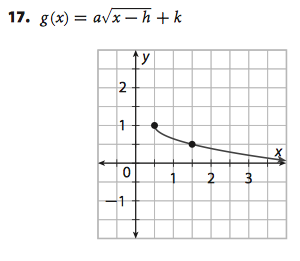 17. g(x) = a√(x – h) + k
y
2
1
x
0
1 2 3
–1